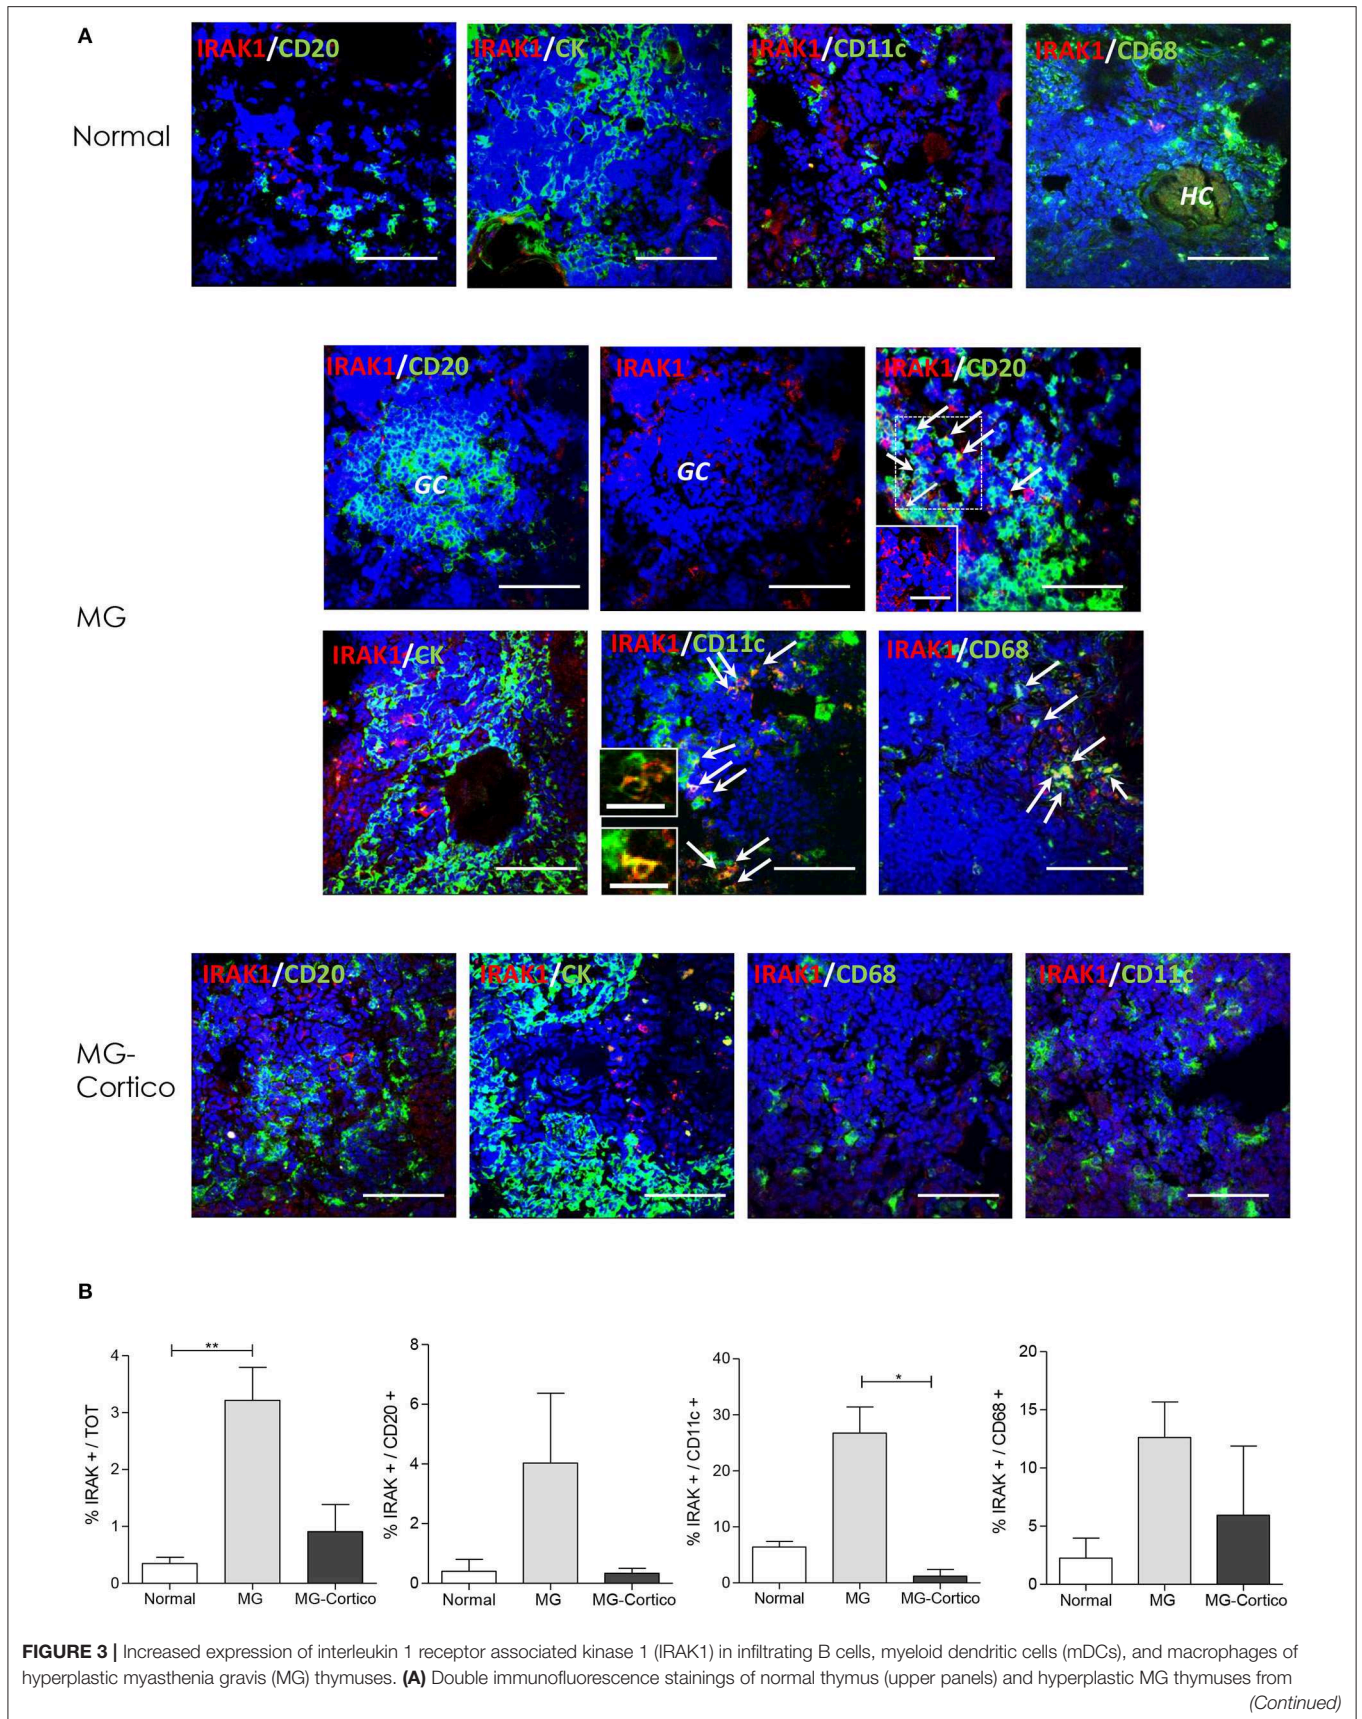 A
IRAK1/CD20
IRAK1/CK
IRAK1/CD11c
IRAK1/CD68
Normal
HC
IRAK1/CD20
IRAK1
IRAK1/CD20
GC
GC
MG
IRAK1/CK
IRAK1/CD11c
IRAK1/CD68
IRAK1/CD20
IRAK1/CK
IRAK1/CD68
IRAK1/CD11c
MG-
Cortico
B
% IRAK + / TOT
4
3
2
1
0
**
Normal
MG
MG-Cortico
% IRAK + / CD20 +
8
6
4
2
0
Normal
MG
MG-Cortico
% IRAK + / CD11c +
40
30
20
10
0
*
Normal
MG
MG-Cortico
% IRAK + / CD68 +
20
15
10
5
0
Normal
MG
MG-Cortico
FIGURE 3 | Increased expression of interleukin 1 receptor associated kinase 1 (IRAK1) in infiltrating B cells, myeloid dendritic cells (mDCs), and macrophages of
hyperplastic myasthenia gravis (MG) thymuses. (A) Double immunofluorescence stainings of normal thymus (upper panels) and hyperplastic MG thymuses from
(Continued)